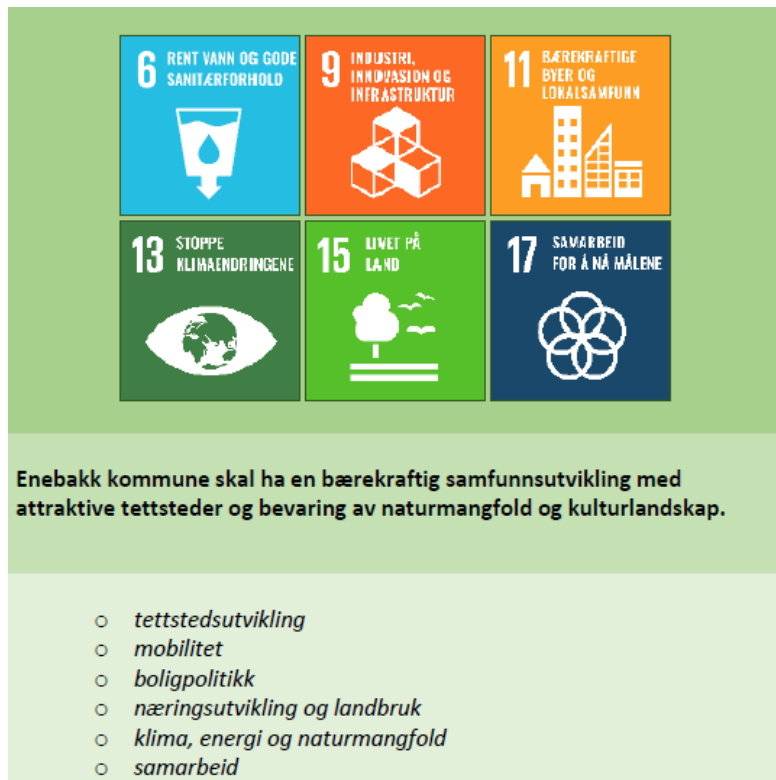 6 RENT VANN OG GODE
SANITÆRFORHOLD
9 INDUSTRI,
INNOVASJON OG
INFRASTRUKTUR
11 BÆREKRAFTIGE
BYER OG
LOKALSAMFUNN
13 STOPPE
KLIMAENDRINGENE
15 LIVET PÅ
LAND
17 SAMARBEID
FOR Å NÅ MÅLENE
Enebakk kommune skal ha en bærekraftig samfunnsutvikling med
attraktive tettsteder og bevaring av naturmangfold og kulturlandskap.
o tettstedsutvikling
o mobilitet
o boligpolitikk
o næringsutvikling og landbruk
o klima, energi og naturmangfold
o samarbeid